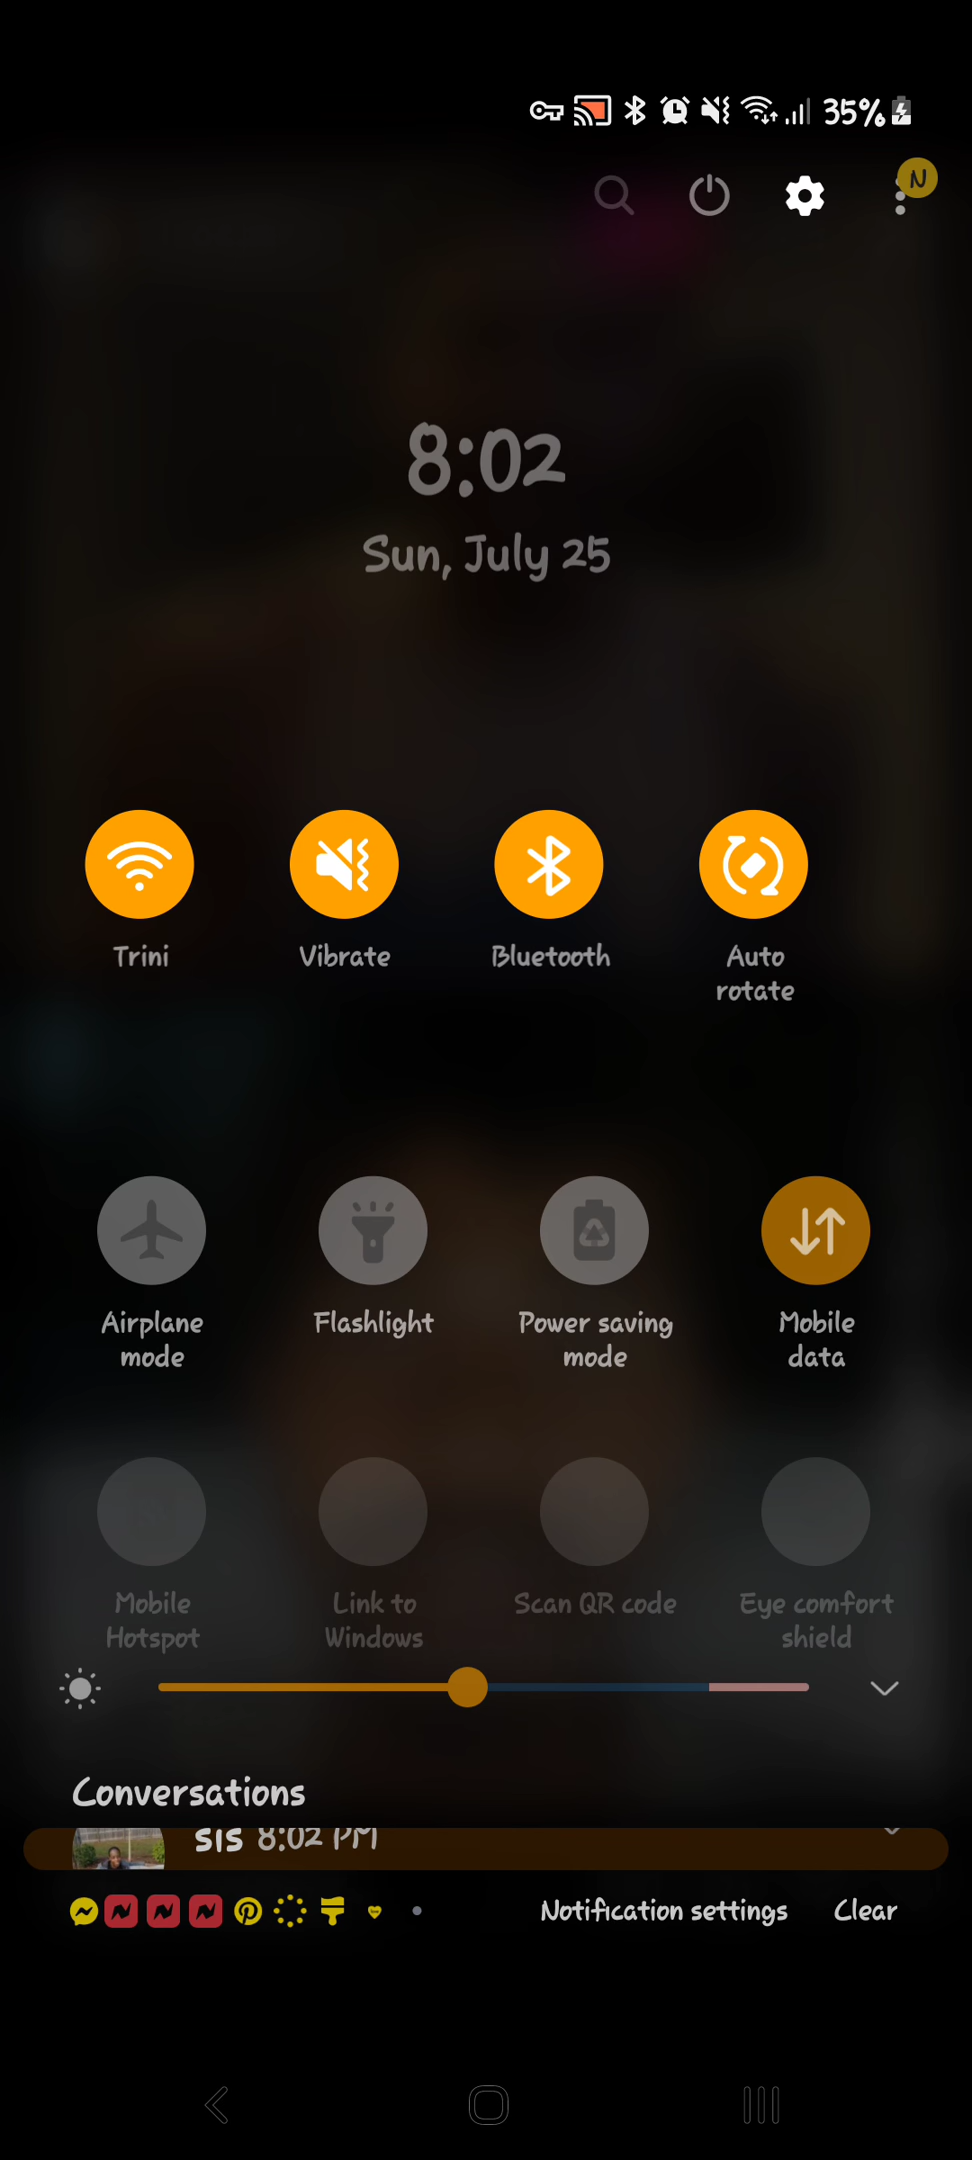 35%
N
8:02
Sun, July 25
Trini
Vibrate
Bluetooth
Auto
rotate
Airplane
mode
Flashlight
Power saving
mode
Mobile
data
Mobile
Hotspot
Link to
Windows
Scan QR code
Eye comfort
shield
Conversations
sis 8:02 PM
Notification settings
Clear